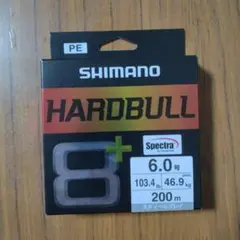 PE
SHIMANO
HARDBULL
8+
Spectra
6.0号
103.4lb 46.9kg
200m